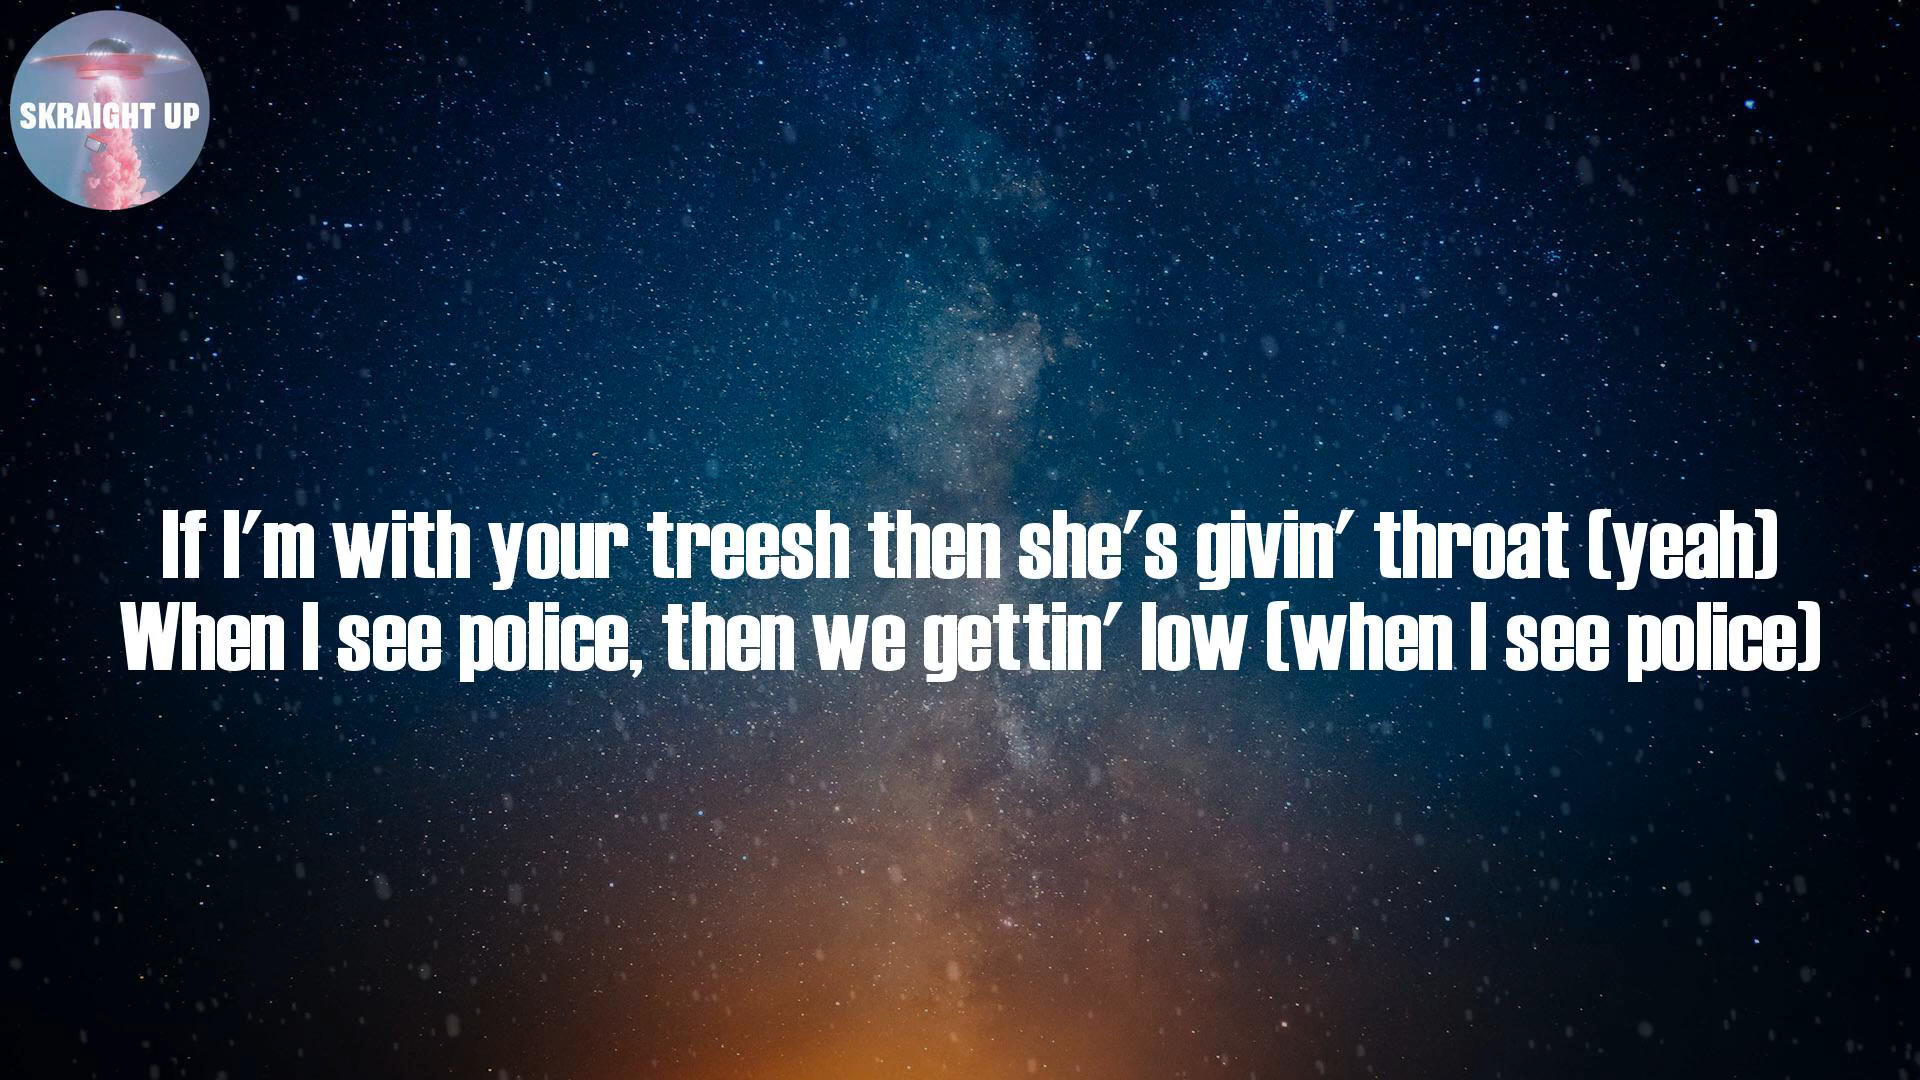 SKRAIGHT UP
If I'm with your treesh then she's givin' throat (yeah)
When I see police, then we gettin' low (when I see police)